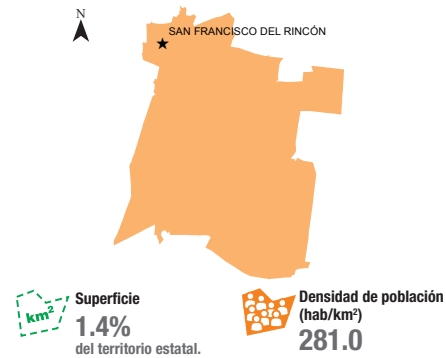 N
SAN FRANCISCO DEL RINCÓN
km²
Superficie
1.4%
del territorio estatal.
Densidad de población
(hab/km²)
281.0